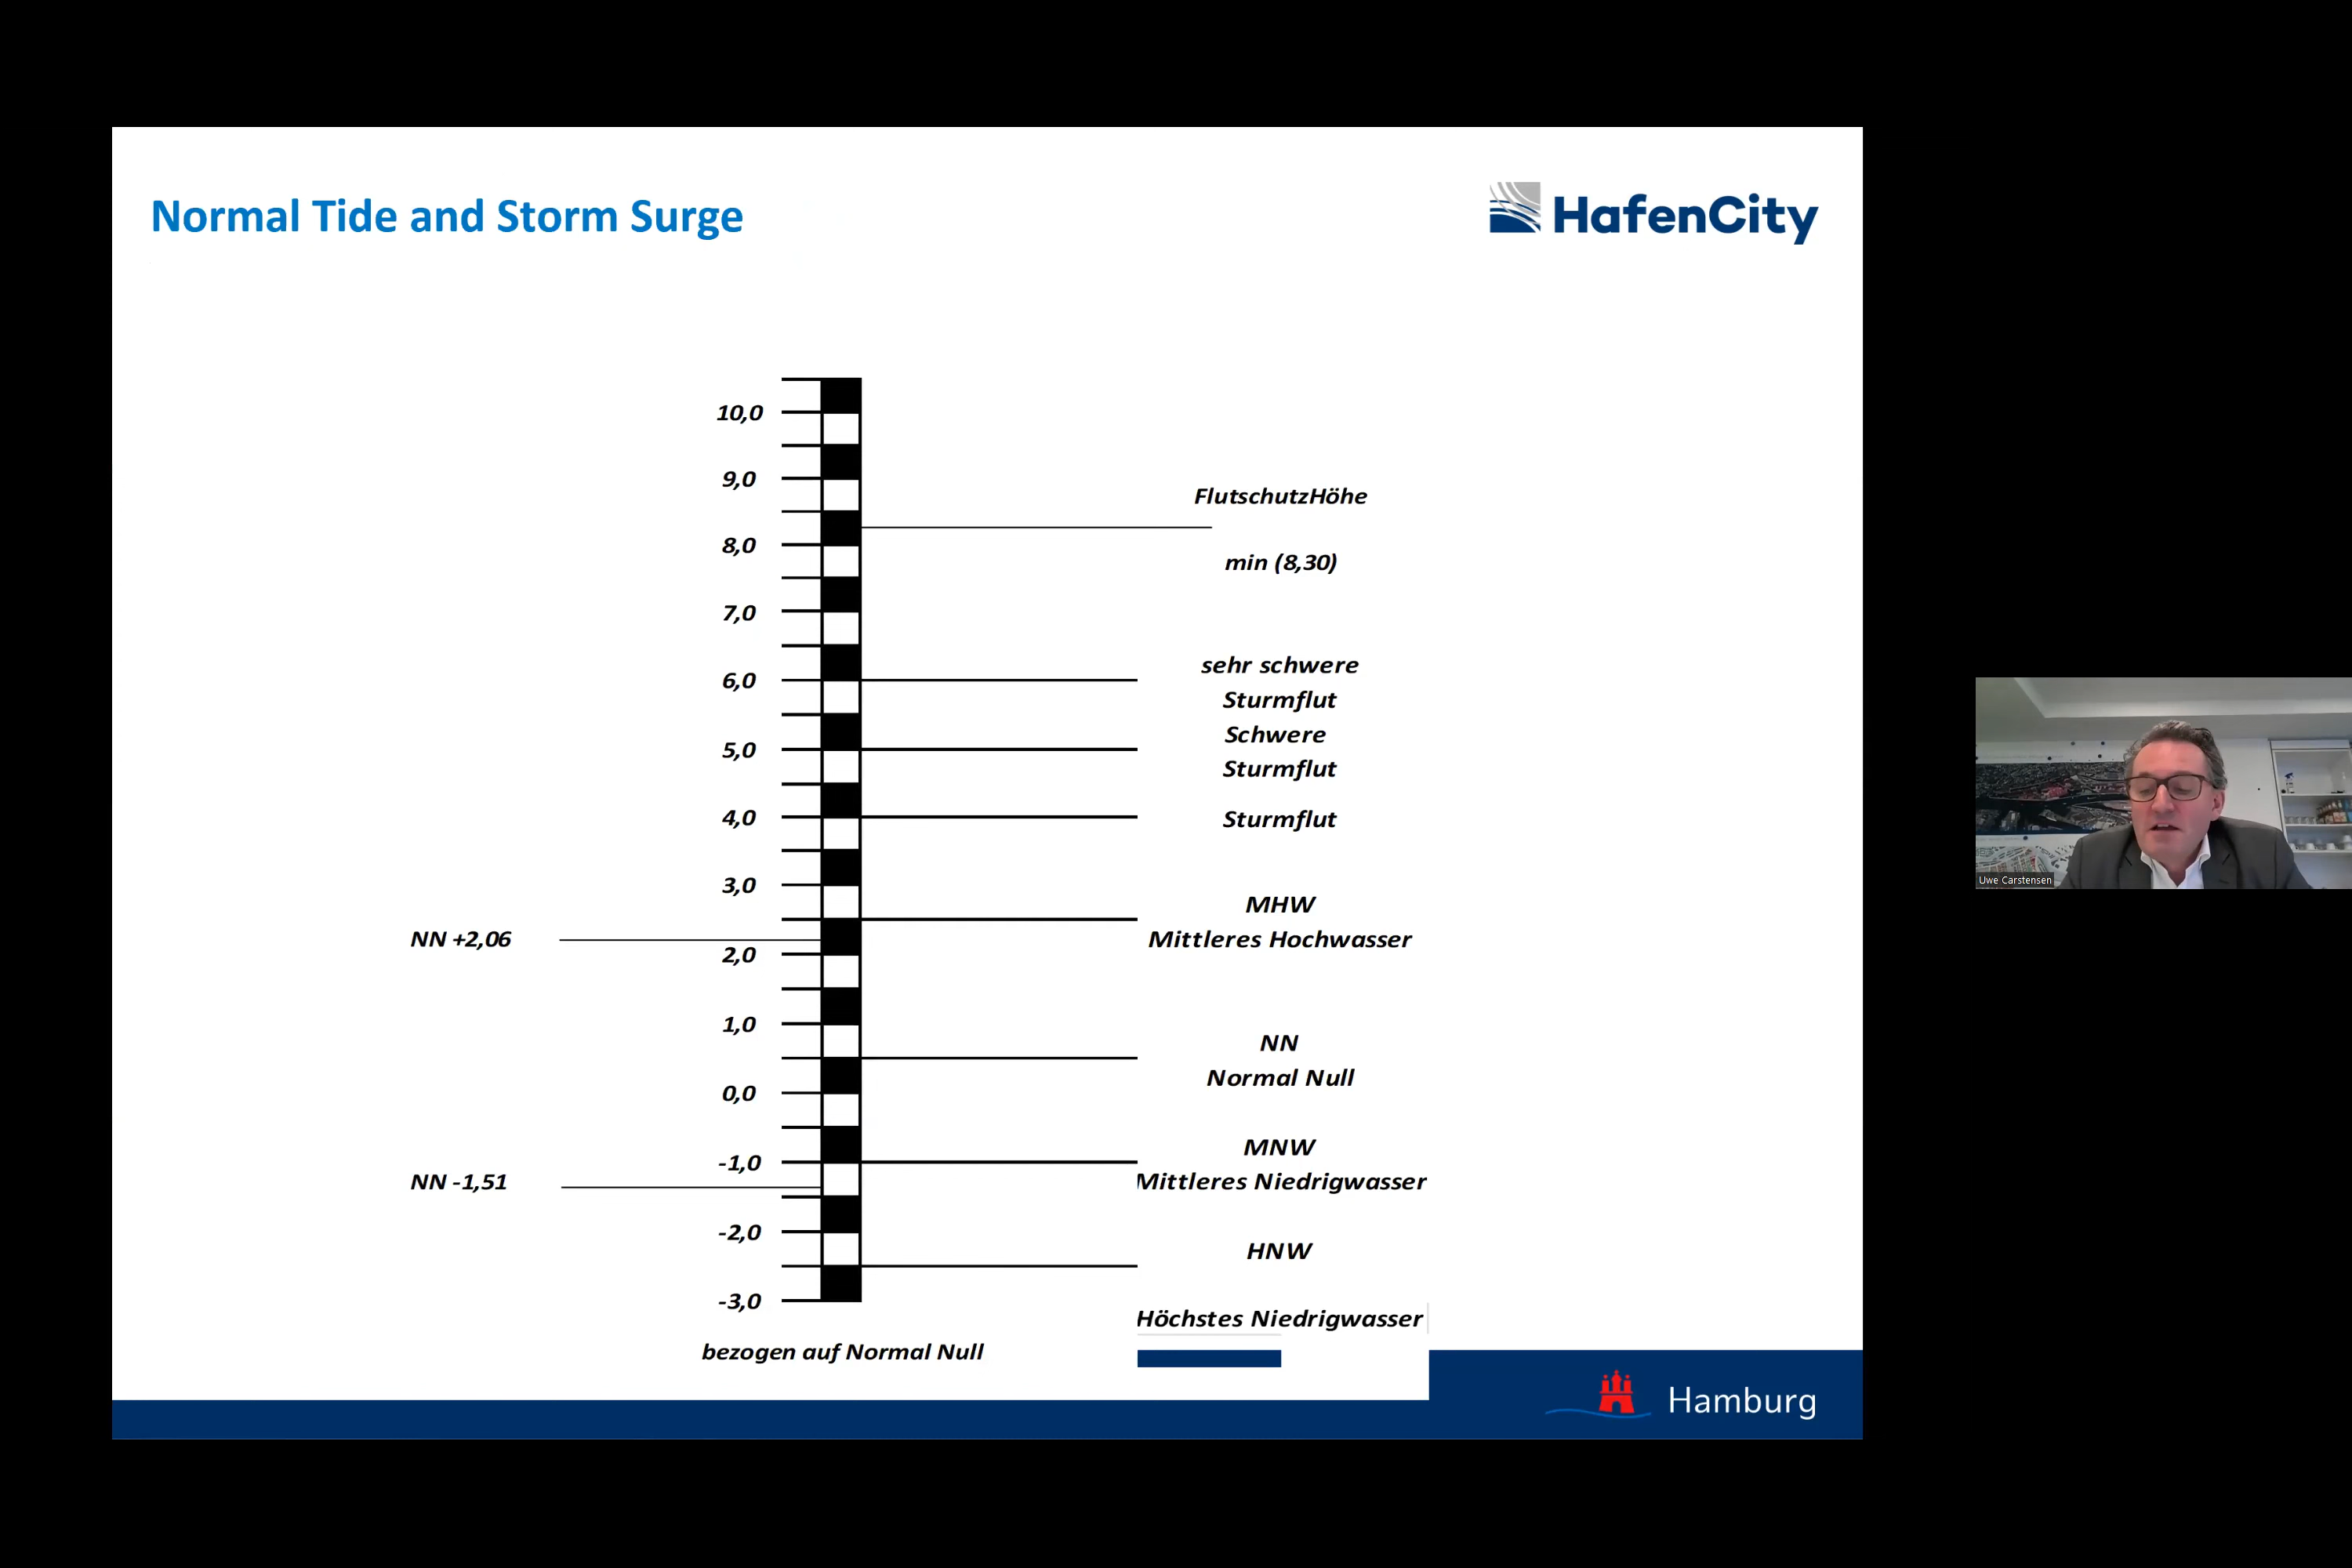 Normal Tide and Storm Surge
HafenCity
10,0
9,0
FlutschutzHöhe
8,0
min (8,30)
7,0
sehr schwere
6,0
Sturmflut
Schwere
5,0
Sturmflut
4,0
Sturmflut
3,0
MHW
NN +2,06
Mittleres Hochwasser
2,0
1,0
NN
Normal Null
0,0
MNW
-1,0
NN -1,51
Mittleres Niedrigwasser
-2,0
HNW
-3,0
Höchstes Niedrigwasser
bezogen auf Normal Null
Hamburg
Uwe Carstensen